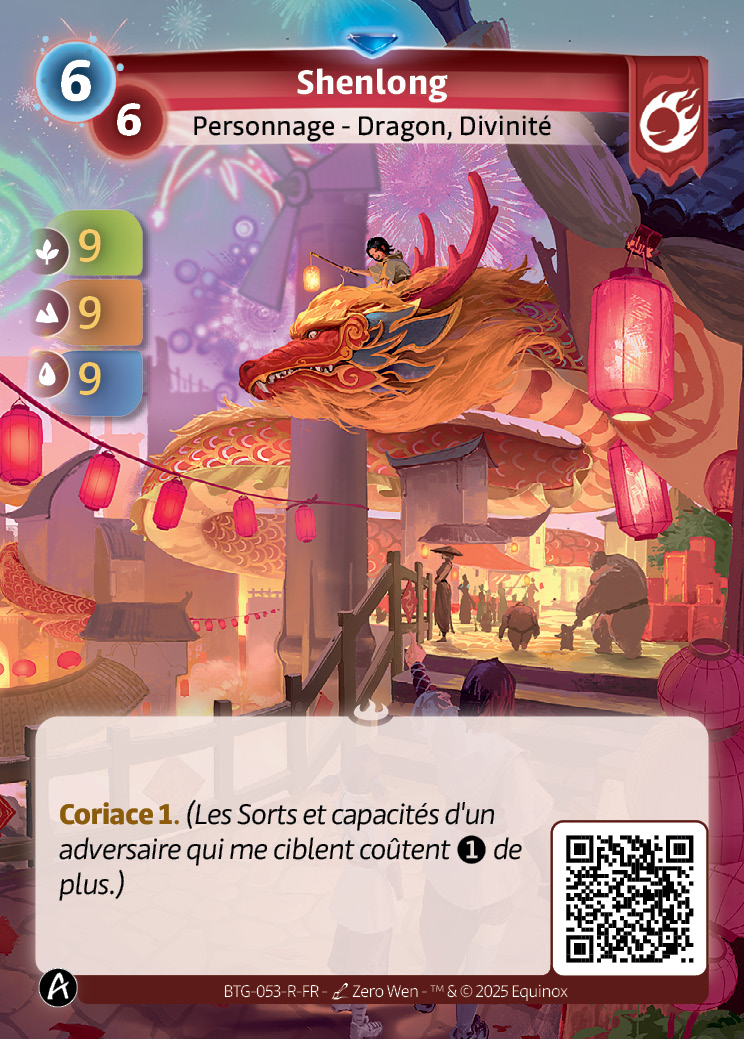 6
Shenlong
6
Personnage - Dragon, Divinité
9
9
9
Coriace 1. (Les Sorts et capacités d'un
adversaire qui me ciblent coûtent 1 de
plus.)
BTG-053-R-FR - Zero Wen - ™ & © 2025 Equinox